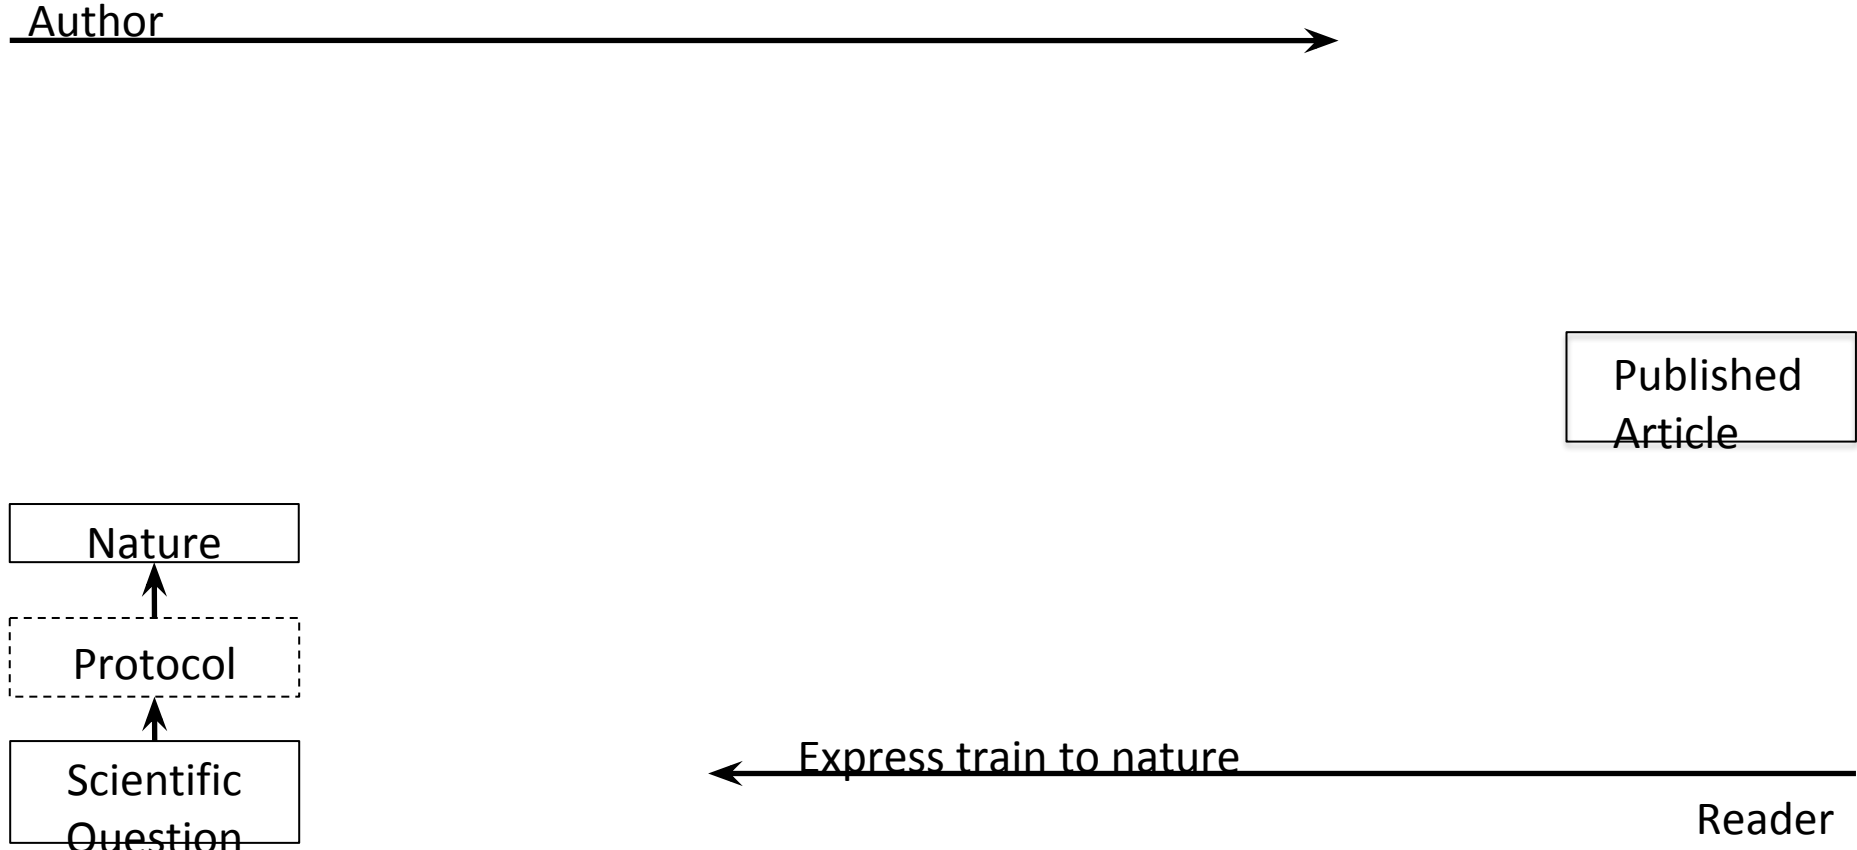 Author
Published
Article
Nature
Protocol
Scientific
Question
Express train to nature
Reader